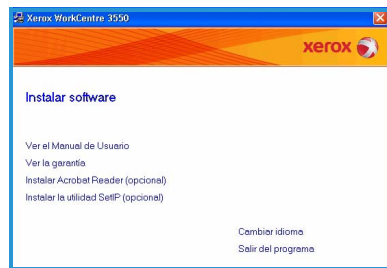 Xerox WorkCentre 3550
xerox
Instalar software
Ver el Manual de Usuario
Ver la garantía
Instalar Acrobat Reader (opcional)
Instalar la utilidad SetIP (opcional)
Cambiar idioma
Salir del programa